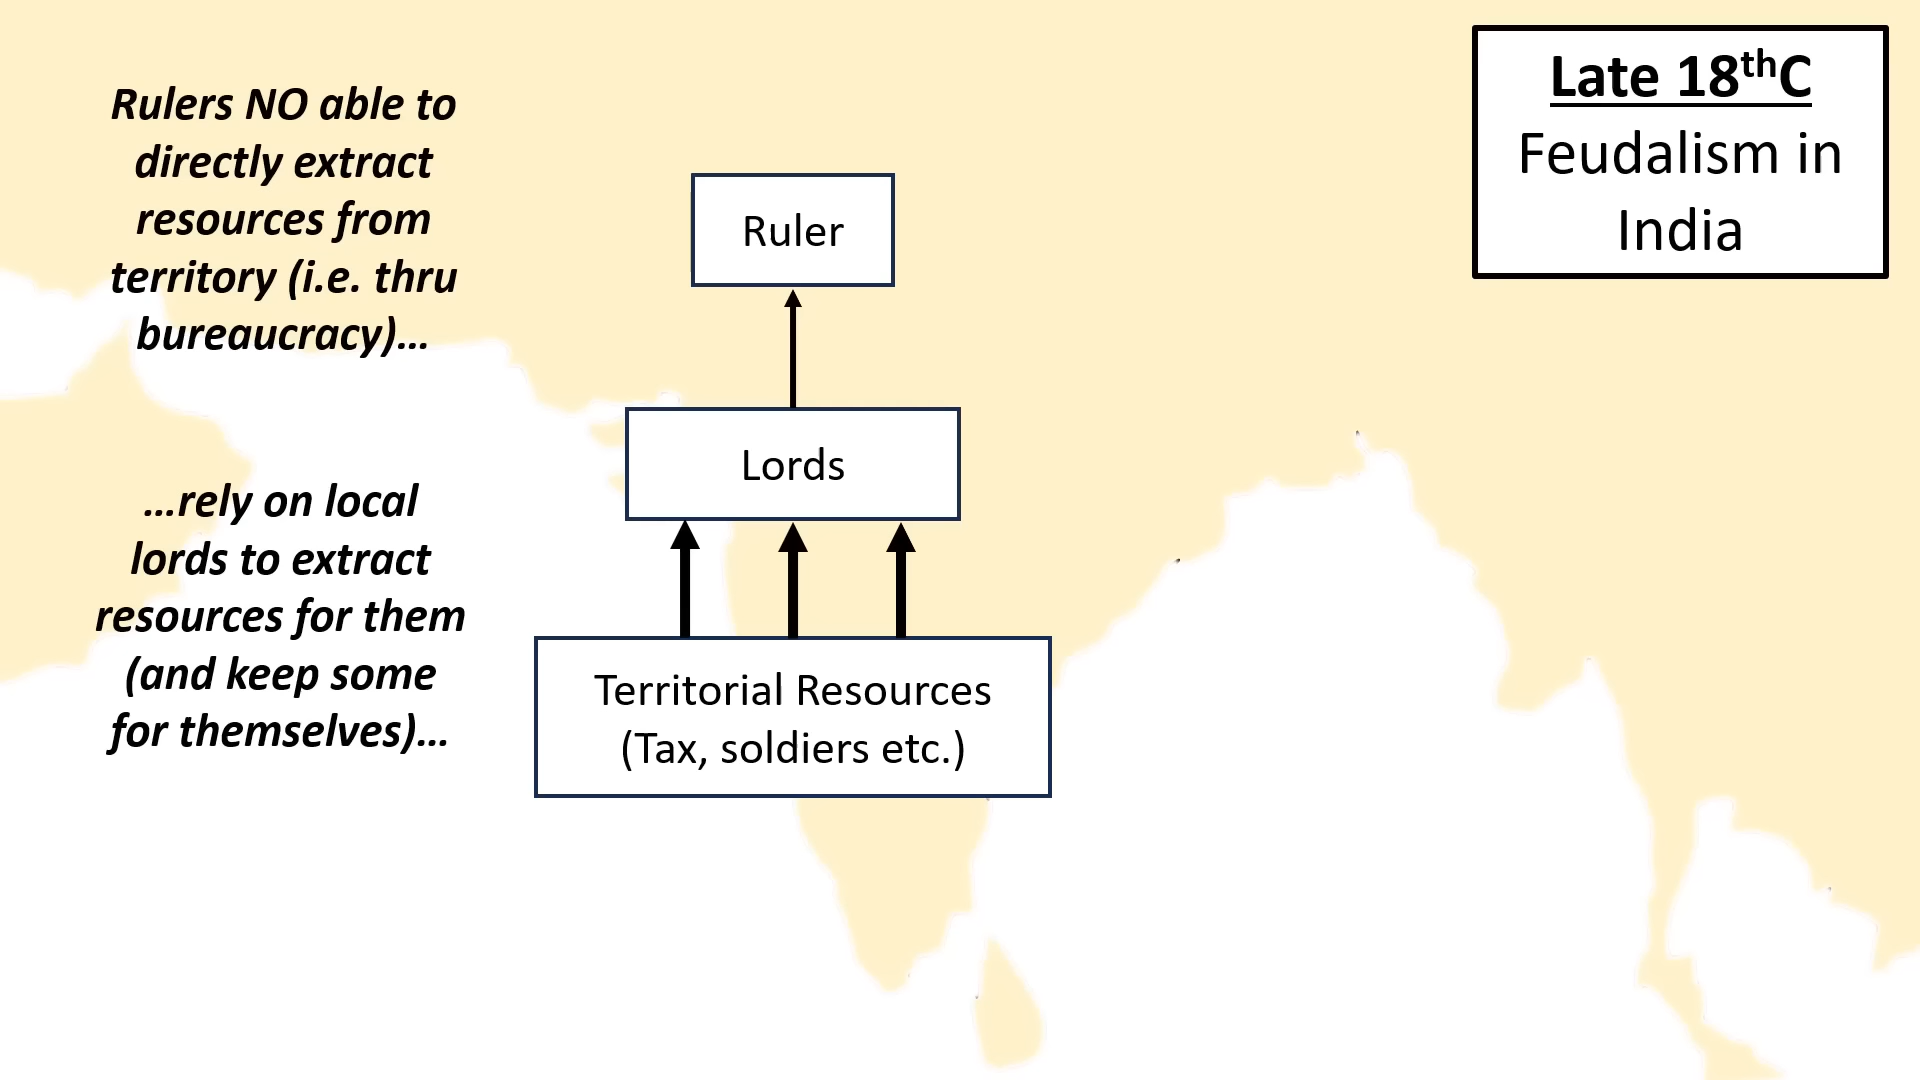 Late 18thC
Feudalism in
India
Rulers NO able to
directly extract
resources from
territory (i.e. thru
bureaucracy)…
…rely on local
lords to extract
resources for them
(and keep some
for themselves)…
Ruler
Lords
Territorial Resources
(Tax, soldiers etc.)